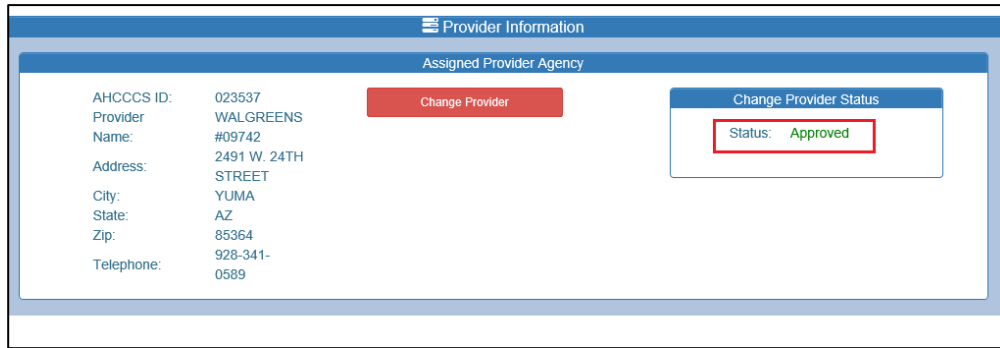 Provider Information
Assigned Provider Agency
AHCCCS ID: 023537
Provider Name: WALGREENS #09742
Address: 2491 W. 24TH STREET
City: YUMA
State: AZ
Zip: 85364
Telephone: 928-341-0589
Change Provider
Change Provider Status
Status: Approved